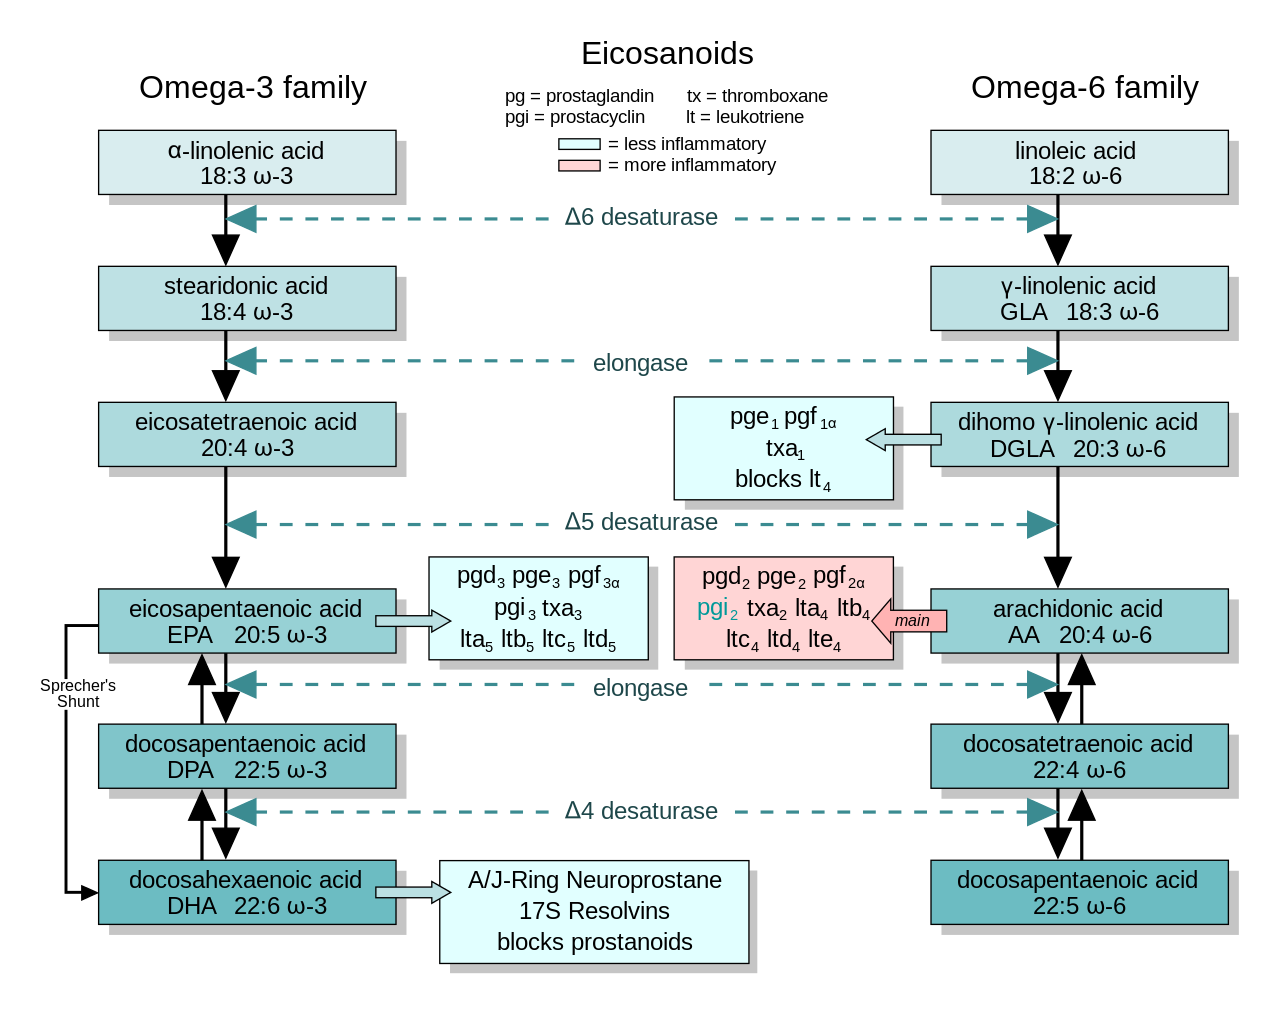 Eicosanoids
Omega-3 family
Omega-6 family
pg = prostaglandin tx = thromboxane
pgi = prostacyclin lt = leukotriene
= less inflammatory
= more inflammatory
α-linolenic acid
18:3 ω-3
linoleic acid
18:2 ω-6
Δ6 desaturase
stearidonic acid
18:4 ω-3
γ-linolenic acid
GLA 18:3 ω-6
elongase
eicosatetraenoic acid
20:4 ω-3
pge1 pgf1α
txa1
blocks lt4
dihomo γ-linolenic acid
DGLA 20:3 ω-6
Δ5 desaturase
eicosapentaenoic acid
EPA 20:5 ω-3
pgd3 pge3 pgf3α
pgi3 txa3
lta5 ltb5 ltc5 ltd5
pgd2 pge2 pgf2α
pgi2 txa2 lta4 ltb4
ltc4 ltd4 lte4
main
arachidonic acid
AA 20:4 ω-6
Sprecher's
Shunt
elongase
docosapentaenoic acid
DPA 22:5 ω-3
docosatetraenoic acid
22:4 ω-6
Δ4 desaturase
docosahexaenoic acid
DHA 22:6 ω-3
A/J-Ring Neuroprostane
17S Resolvins
blocks prostanoids
docosapentaenoic acid
22:5 ω-6